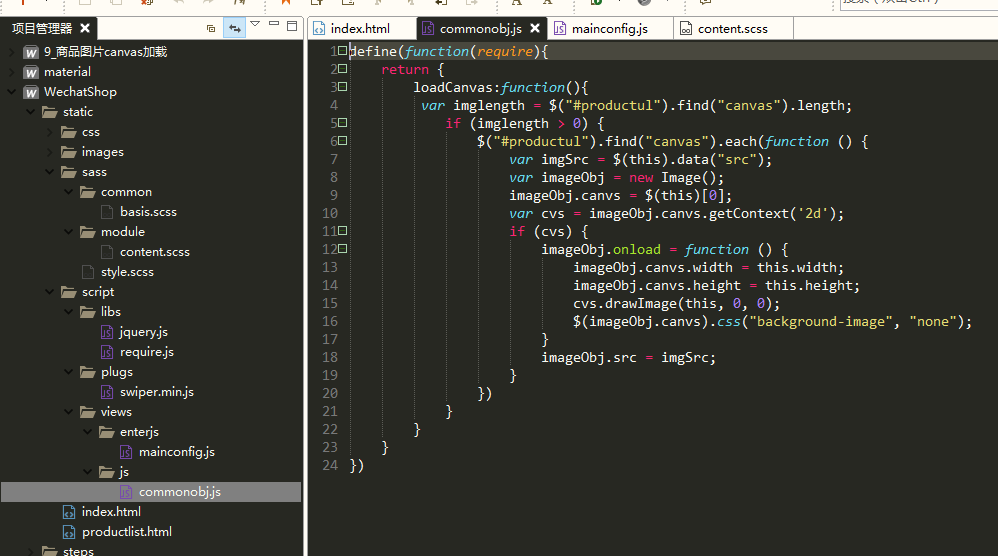 项目管理器
9_商品图片canvas加载
material
WechatShop
static
css
images
sass
common
basis.scss
module
content.scss
style.scss
script
libs
jquery.js
require.js
plugs
swiper.min.js
views
enterjs
mainconfig.js
js
commonobj.js
index.html
productlist.html
steps
index.html
commonobj.js
mainconfig.js
content.scss
1 define(function(require){
2     return {
3         loadCanvas:function(){
4          var imglength = $("#productul").find("canvas").length;
5             if (imglength > 0) {
6                 $("#productul").find("canvas").each(function () {
7                     var imgSrc = $(this).data("src");
8                     var imageObj = new Image();
9                     imageObj.canvs = $(this)[0];
10                     var cvs = imageObj.canvs.getContext('2d');
11                     if (cvs) {
12                         imageObj.onload = function () {
13                             imageObj.canvs.width = this.width;
14                             imageObj.canvs.height = this.height;
15                             cvs.drawImage(this, 0, 0);
16                             $(imageObj.canvs).css("background-image", "none");
17                         }
18                         imageObj.src = imgSrc;
19                     }
20                 })
21             }
22         }
23     }
24 })